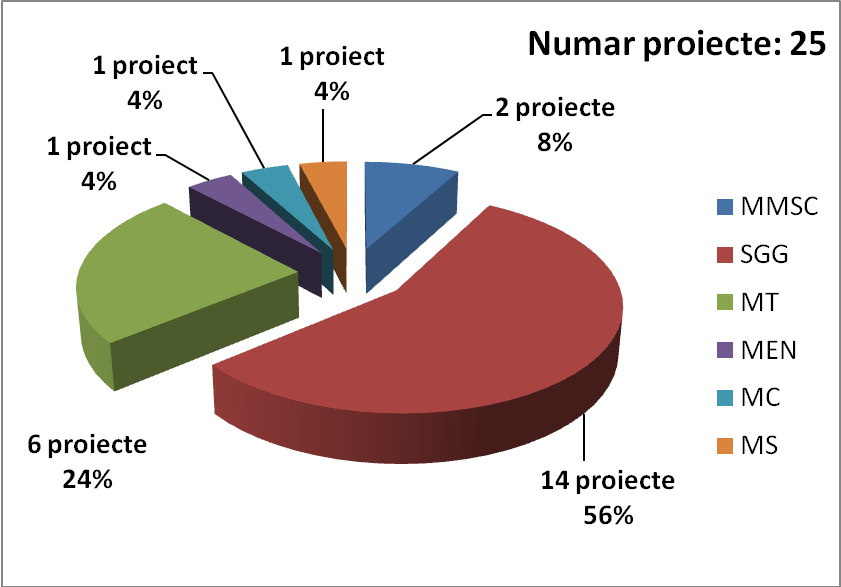 Numar proiecte: 25
1 proiect
4%
1 proiect
4%
2 proiecte
8%
1 proiect
4%
6 proiecte
24%
14 proiecte
56%
MMSC
SGG
MT
MEN
MC
MS